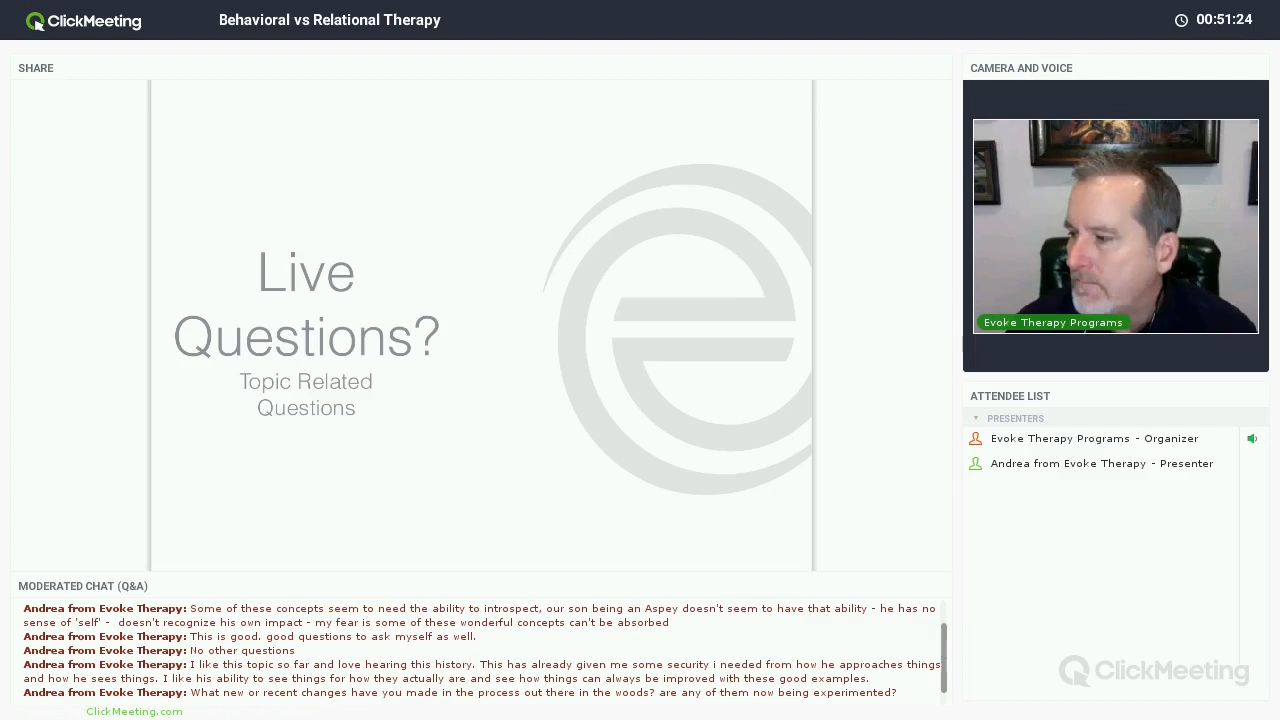 ClickMeeting
Behavioral vs Relational Therapy
00:51:24
SHARE
Live
Questions?
Topic Related
Questions
CAMERA AND VOICE
Evoke Therapy Programs
ATTENDEE LIST
PRESENTERS
Evoke Therapy Programs - Organizer
Andrea from Evoke Therapy - Presenter
MODERATED CHAT (Q&A)
Andrea from Evoke Therapy: Some of these concepts seem to need the ability to introspect, our son being an Aspey doesn't seem to have that ability - he has no
sense of 'self' - doesn't recognize his own impact - my fear is some of these wonderful concepts can't be absorbed
Andrea from Evoke Therapy: This is good. good questions to ask myself as well.
Andrea from Evoke Therapy: No other questions
Andrea from Evoke Therapy: I like this topic so far and love hearing this history. This has already given me some security i needed from how he approaches things
and how he sees things. I like his ability to see things for how they actually are and how things can always be improved with these good examples.
Andrea from Evoke Therapy: What new or recent changes have you made in the process out there in the woods? are any of them now being experimented?
ClickMeeting
ClickMeeting.com